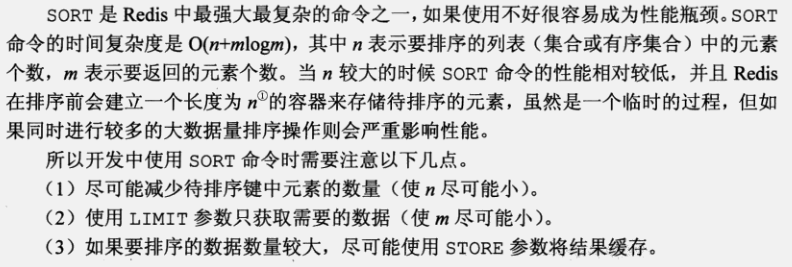 SORT 是 Redis 中最强大最复杂的命令之一，如果使用不好很容易成为性能瓶颈。SORT
命令的时间复杂度是 O(n+mlogm)，其中 n 表示要排序的列表（集合或有序集合）中的元素
个数，m 表示要返回的元素个数。当 n 较大的时候 SORT 命令的性能相对较低，并且 Redis
在排序前会建立一个长度为 n①的容器来存储待排序的元素，虽然是一个临时的过程，但如
果同时进行较多的大数据量排序操作则会严重影响性能。
所以开发中使用 SORT 命令时需要注意以下几点。
（1）尽可能减少待排序键中元素的数量（使 n 尽可能小）。
（2）使用 LIMIT 参数只获取需要的数据（使 m 尽可能小）。
（3）如果要排序的数据数量较大，尽可能使用 STORE 参数将结果缓存。